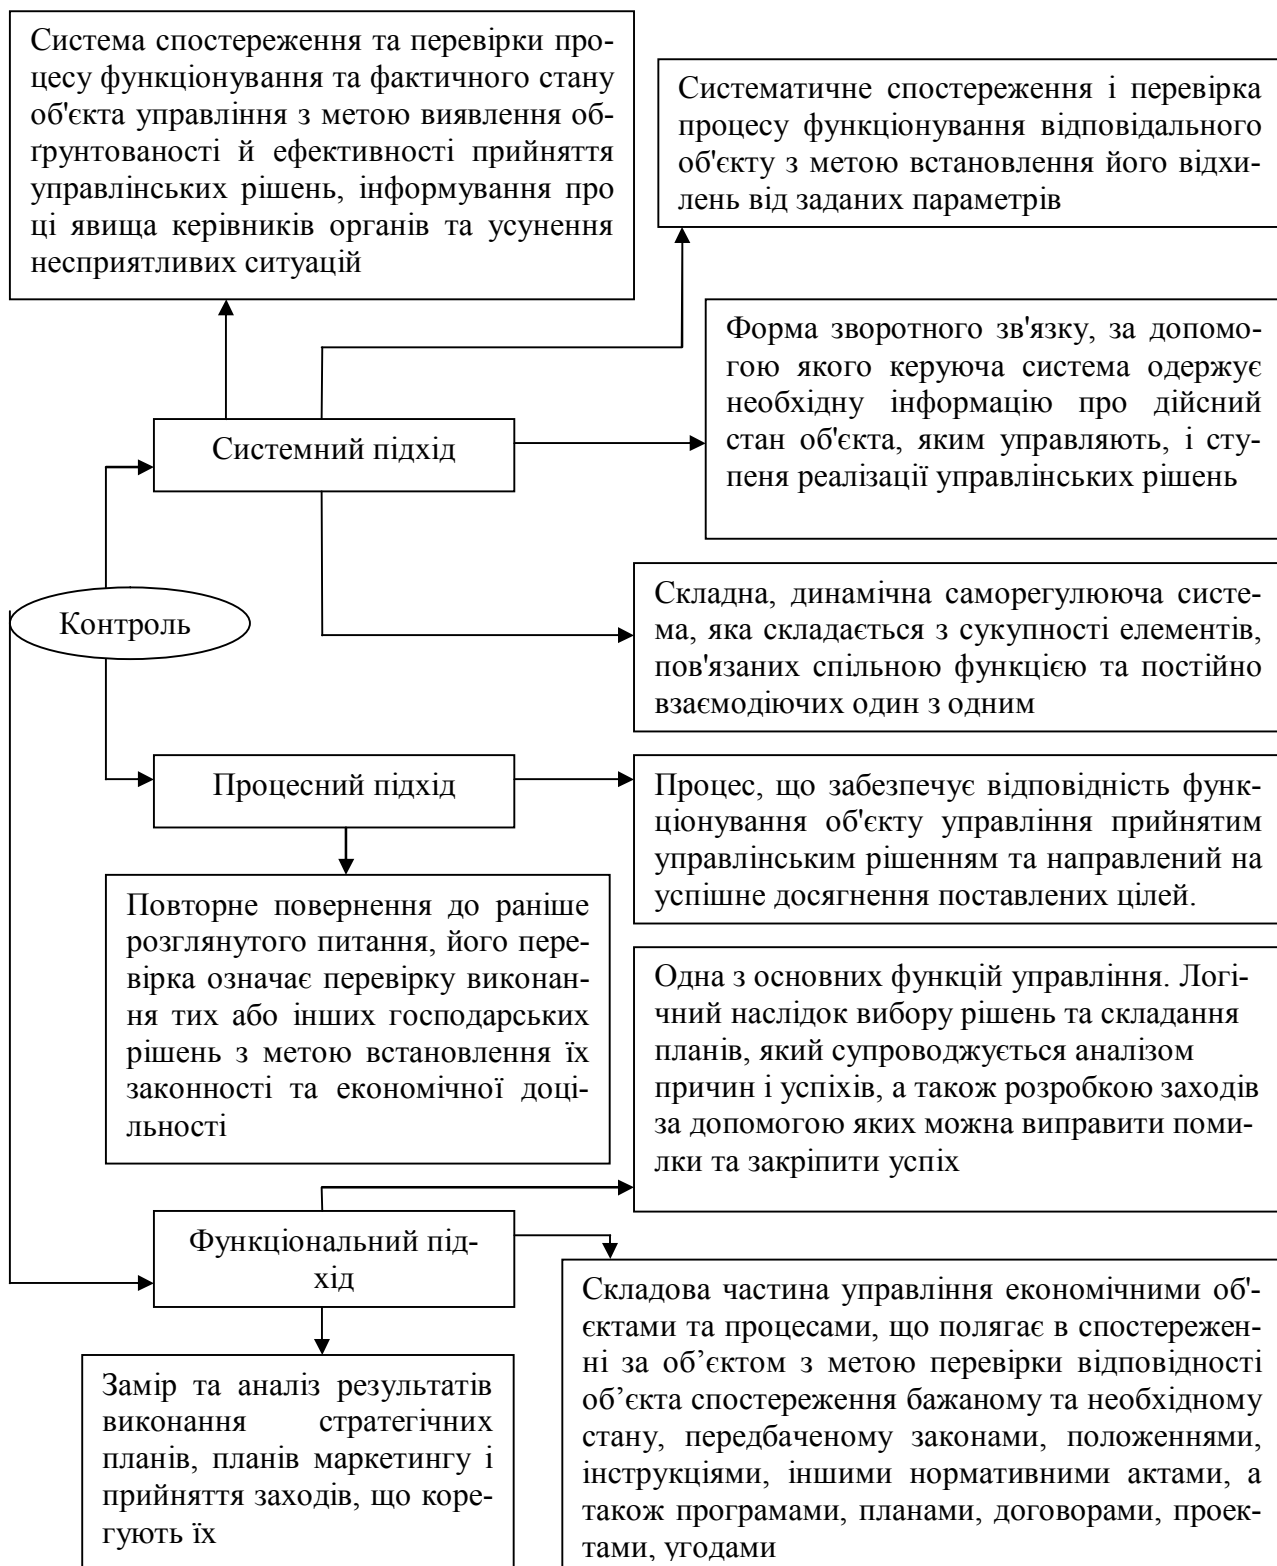 Система спостереження та перевірки про-
цесу функціонування та фактичного стану
об'єкта управління з метою виявлення об-
ґрунтованості й ефективності прийняття
управлінських рішень, інформування про
ці явища керівників органів та усунення
несприятливих ситуацій
Систематичне спостереження і перевірка
процесу функціонування відповідального
об'єкту з метою встановлення його відхи-
лень від заданих параметрів
Форма зворотного зв'язку, за допомо-
гою якого керуюча система одержує
необхідну інформацію про дійсний
стан об'єкта, яким управляють, і сту-
пеня реалізації управлінських рішень
Системний підхід
Складна, динамічна саморегулююча систе-
ма, яка складається з сукупності елементів,
пов'язаних спільною функцією та постійно
взаємодіючих один з одним
Контроль
Процесний підхід
Процес, що забезпечує відповідність функ-
ціонування об'єкту управління прийнятим
управлінським рішенням та направлений на
успішне досягнення поставлених цілей.
Повторне повернення до раніше
розглянутого питання, його пере-
вірка означає перевірку виконан-
ня тих або інших господарських
рішень з метою встановлення їх
законності та економічної доці-
льності
Одна з основних функцій управління. Логі-
чний наслідок вибору рішень та складання
планів, який супроводжується аналізом
причин і успіхів, а також розробкою заходів
за допомогою яких можна виправити поми-
лки та закріпити успіх
Функціональний під-
хід
Складова частина управління економічними об'-
єктами та процесами, що полягає в спостережен-
ні за об’єктом з метою перевірки відповідності
об’єкта спостереження бажаному та необхідному
стану, передбаченому законами, положеннями,
інструкціями, іншими нормативними актами, а
також програмами, планами, договорами, проек-
тами, угодами
Замір та аналіз результатів
виконання стратегічних
планів, планів маркетингу і
прийняття заходів, що коре-
гують їх